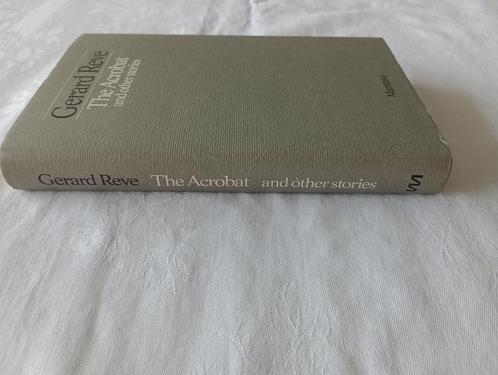 Gerard Reve
The Acrobat
and other stories
Manteau
Gerard Reve The Acrobat and other stories